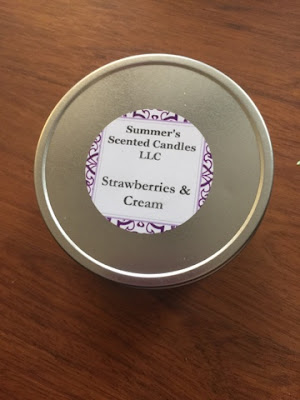 Summer's
Scented Candles
LLC
Strawberries &
Cream